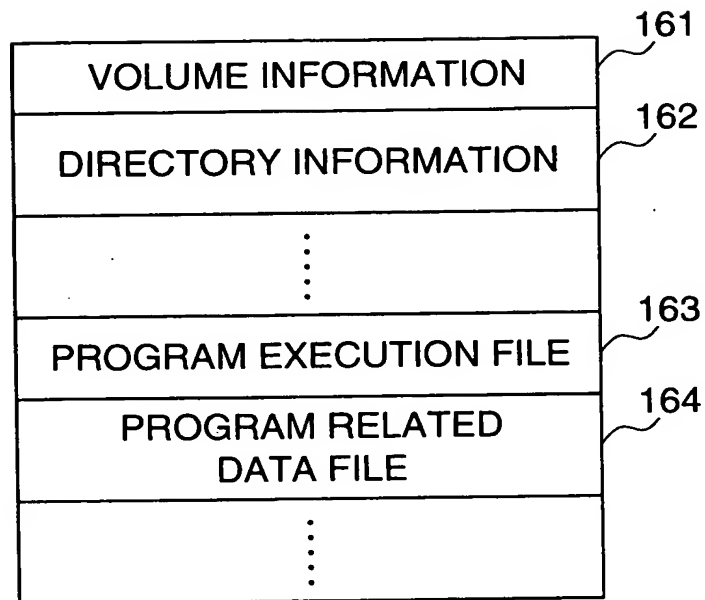 161
VOLUME INFORMATION
162
DIRECTORY INFORMATION
163
PROGRAM EXECUTION FILE
164
PROGRAM RELATED
DATA FILE